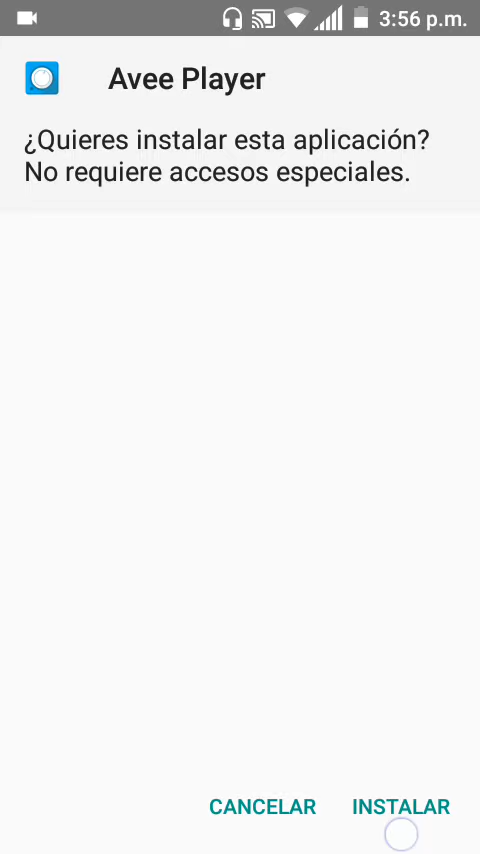 3:56 p.m.
Avee Player
¿Quieres instalar esta aplicación?
No requiere accesos especiales.
CANCELAR INSTALAR